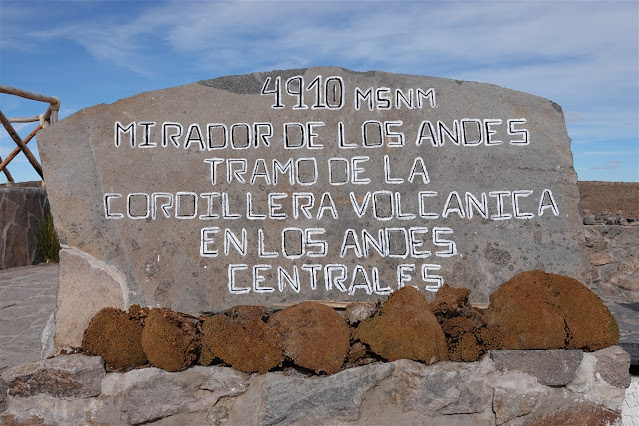 4910 MSNM
MIRADOR DE LOS ANDES
TRAMO DE LA
CORDILLERA VOLCANICA
EN LOS ANDES
CENTRALES